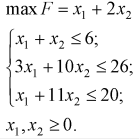 max F = x₁ + 2x₂
x₁ + x₂ ≤ 6;
3x₁ + 10x₂ ≤ 26;
x₁ + 11x₂ ≤ 20;
x₁, x₂ ≥ 0.